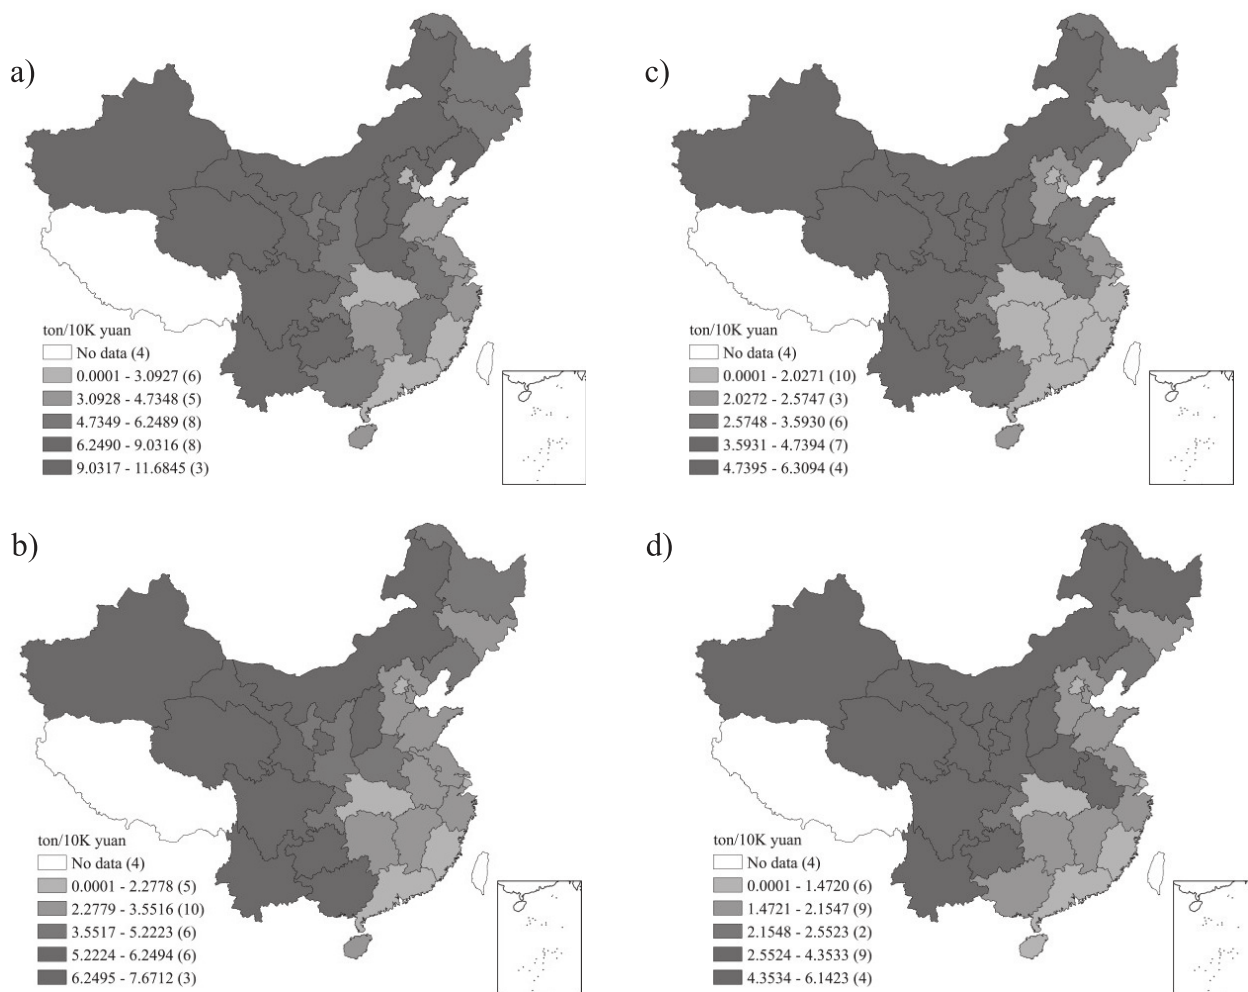 a)
ton/10K yuan
No data (4)
0.0001 - 3.0927 (6)
3.0928 - 4.7348 (5)
4.7349 - 6.2489 (8)
6.2490 - 9.0316 (8)
9.0317 - 11.6845 (3)
c)
ton/10K yuan
No data (4)
0.0001 - 2.0271 (10)
2.0272 - 2.5747 (3)
2.5748 - 3.5930 (6)
3.5931 - 4.7394 (7)
4.7395 - 6.3094 (4)
b)
ton/10K yuan
No data (4)
0.0001 - 2.2778 (5)
2.2779 - 3.5516 (10)
3.5517 - 5.2223 (6)
5.2224 - 6.2494 (6)
6.2495 - 7.6712 (3)
d)
ton/10K yuan
No data (4)
0.0001 - 1.4720 (6)
1.4721 - 2.1547 (9)
2.1548 - 2.5523 (2)
2.5524 - 4.3533 (9)
4.3534 - 6.1423 (4)